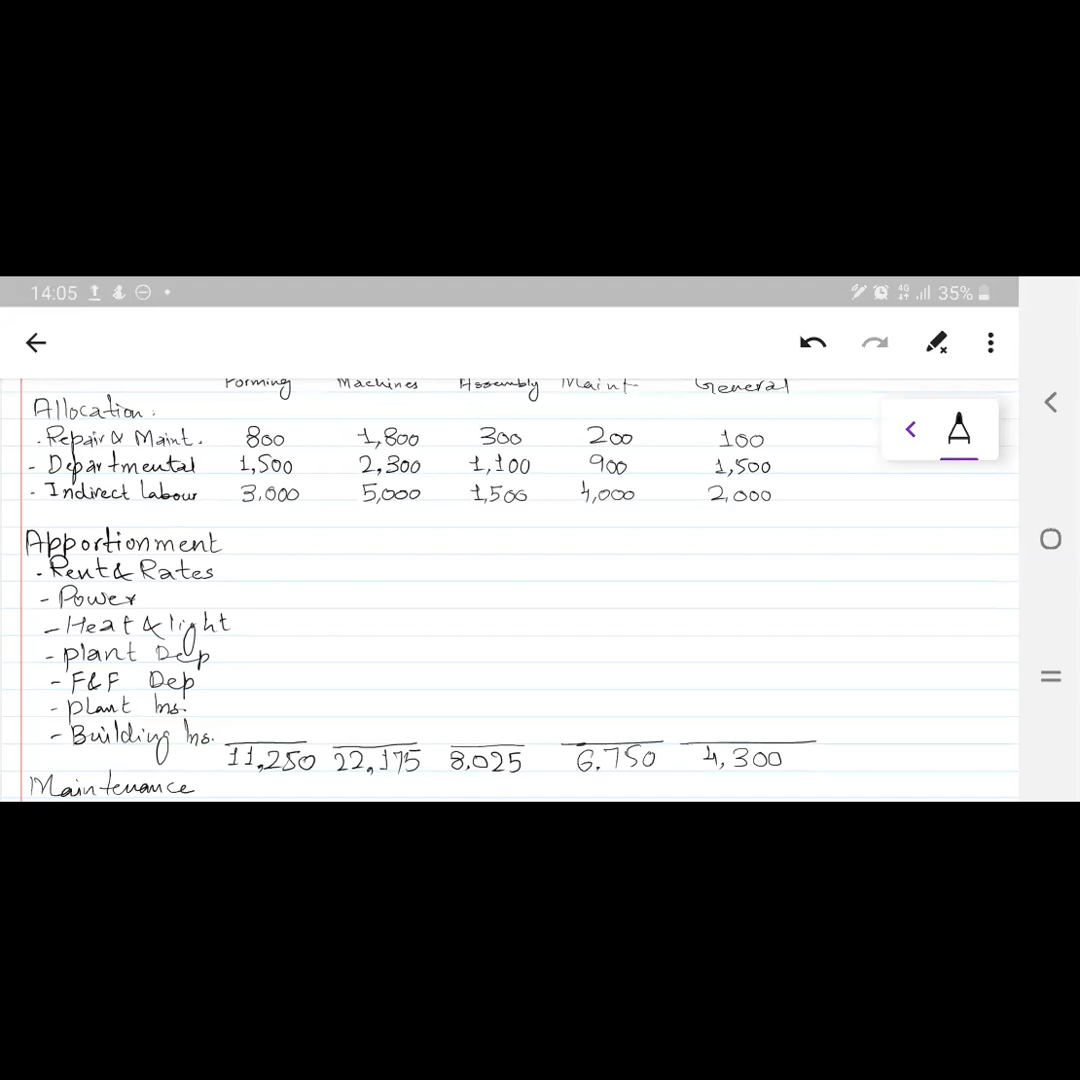 14:05 4G 35%
Forming Machines Assembly Maint General
Allocation:
- Repair & Maint. 800 1,800 300 200 100
- Departmental 1,500 2,300 1,100 900 1,500
- Indirect labour 3,000 5,000 1,500 4,000 2,000
Apportionment
- Rent & Rates
- Power
- Heat & light
- plant Dep
- F&F Dep
- plant Ins.
- Building Ins.
11,250 22,175 8,025 6,750 4,300
Maintenance